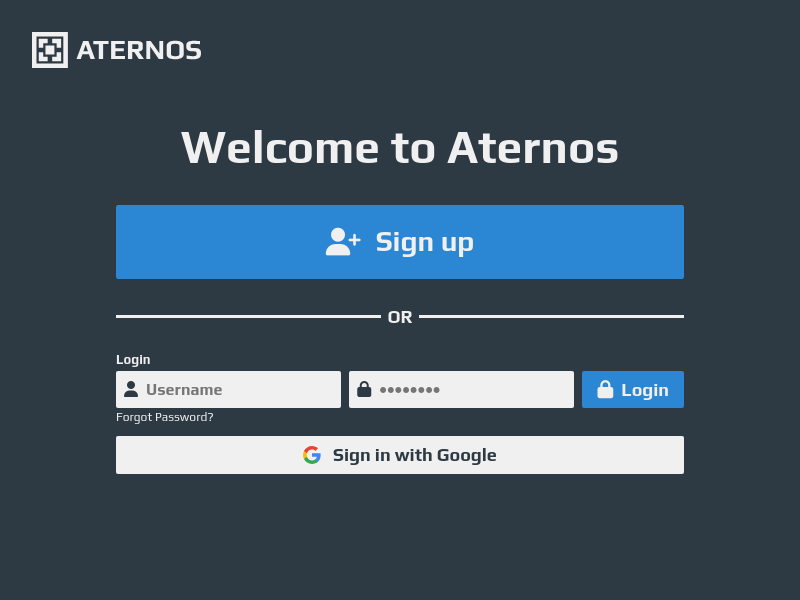 ATERNOS
Welcome to Aternos
Sign up
OR
Login
Username
••••••••
Login
Forgot Password?
Sign in with Google